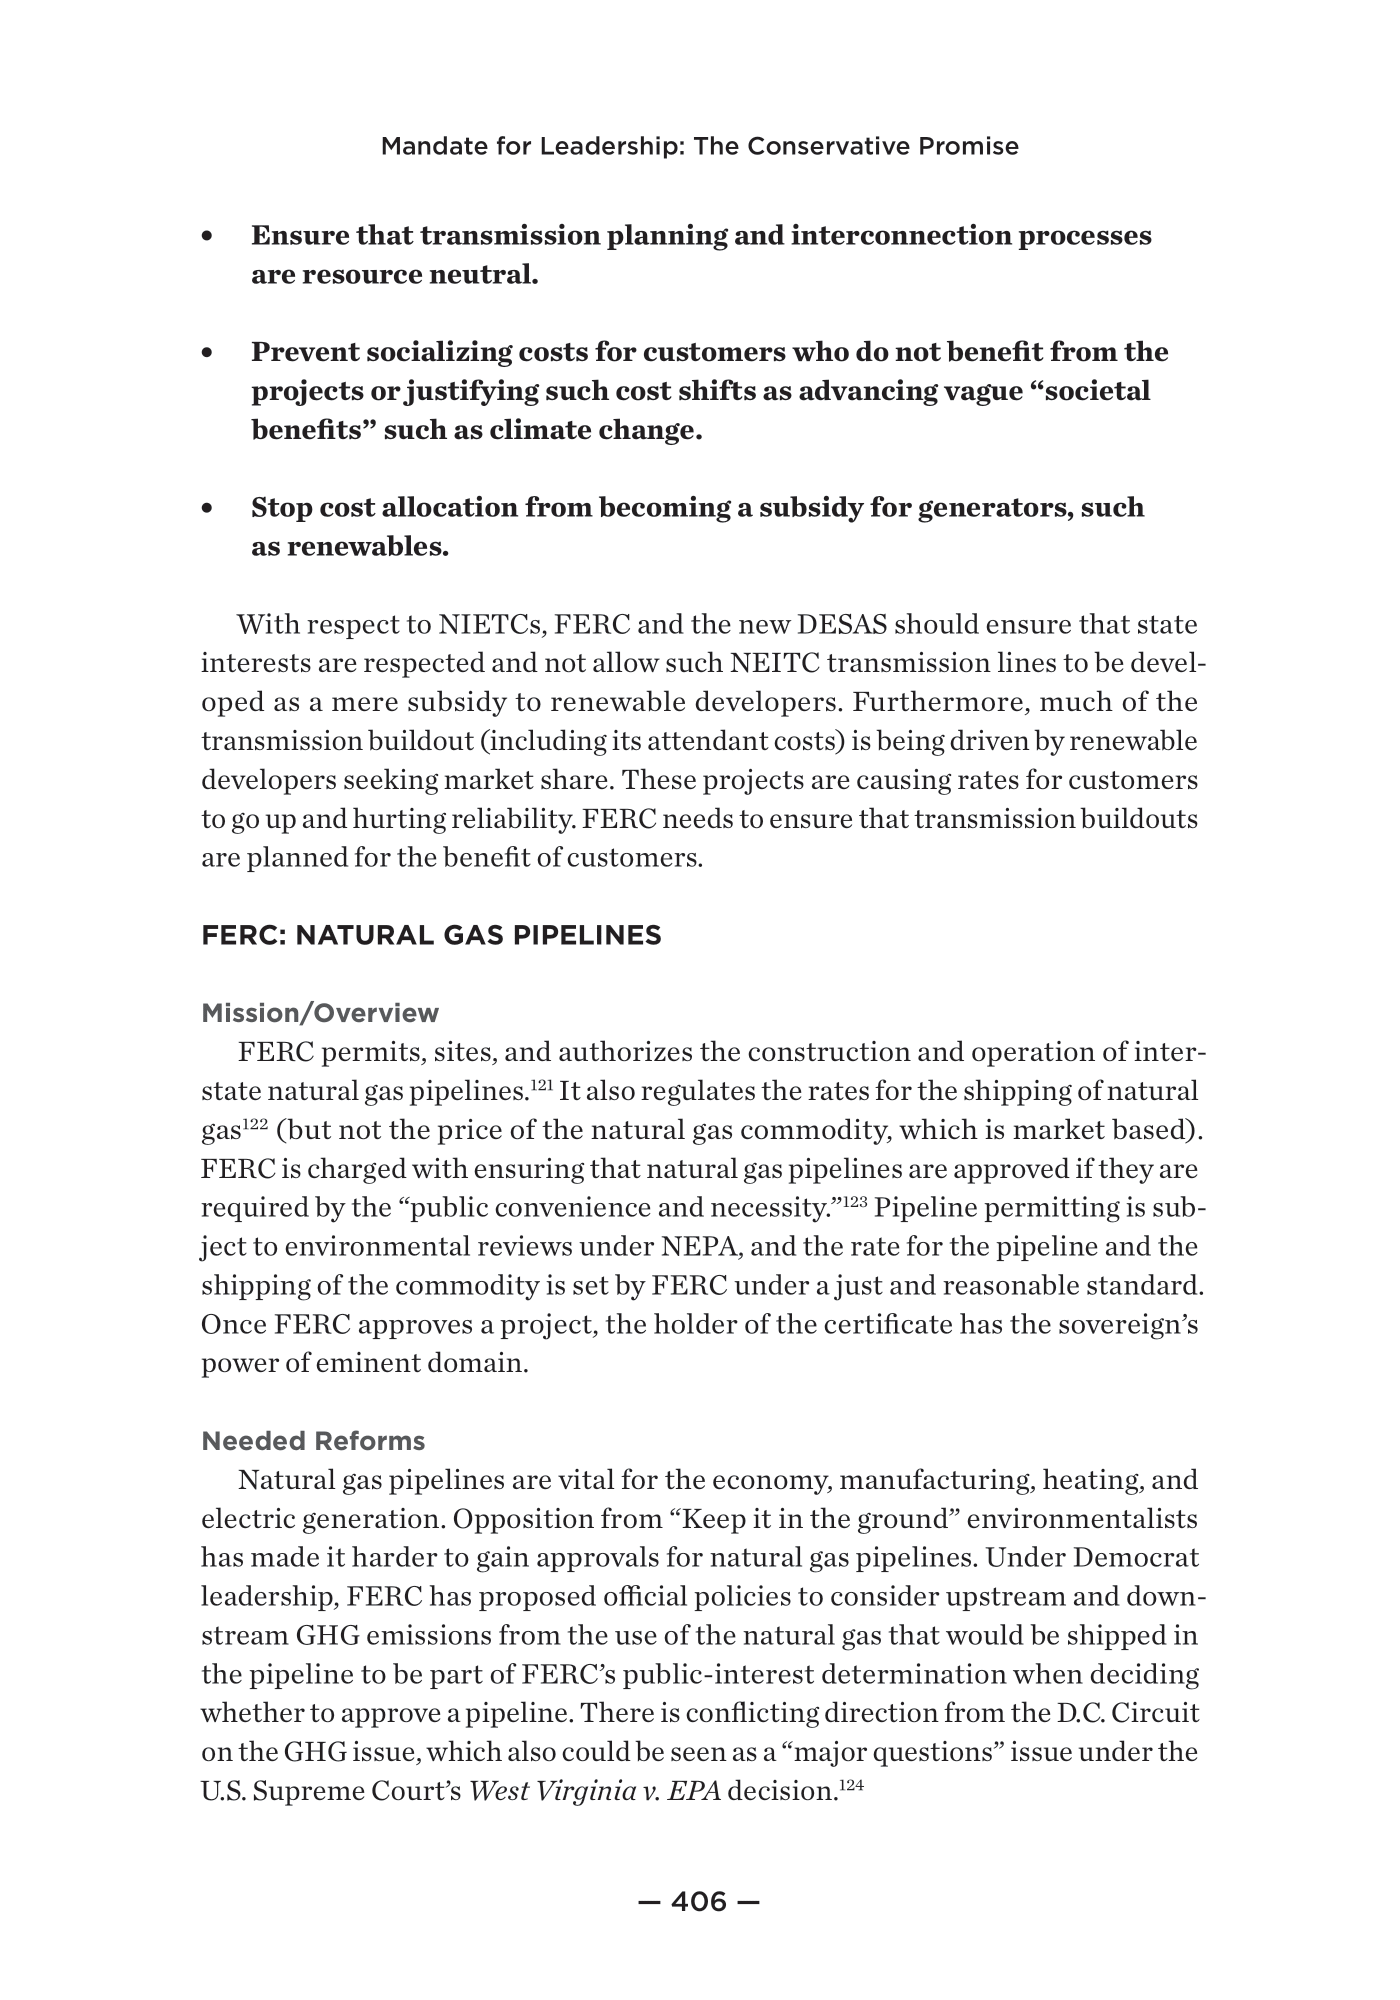 Mandate for Leadership: The Conservative Promise
• Ensure that transmission planning and interconnection processes
are resource neutral.
• Prevent socializing costs for customers who do not benefit from the
projects or justifying such cost shifts as advancing vague “societal
benefits” such as climate change.
• Stop cost allocation from becoming a subsidy for generators, such
as renewables.
With respect to NIETCs, FERC and the new DESAS should ensure that state
interests are respected and not allow such NEITC transmission lines to be devel-
oped as a mere subsidy to renewable developers. Furthermore, much of the
transmission buildout (including its attendant costs) is being driven by renewable
developers seeking market share. These projects are causing rates for customers
to go up and hurting reliability. FERC needs to ensure that transmission buildouts
are planned for the benefit of customers.
FERC: NATURAL GAS PIPELINES
Mission/Overview
FERC permits, sites, and authorizes the construction and operation of inter-
state natural gas pipelines.121 It also regulates the rates for the shipping of natural
gas122 (but not the price of the natural gas commodity, which is market based).
FERC is charged with ensuring that natural gas pipelines are approved if they are
required by the “public convenience and necessity.”123 Pipeline permitting is sub-
ject to environmental reviews under NEPA, and the rate for the pipeline and the
shipping of the commodity is set by FERC under a just and reasonable standard.
Once FERC approves a project, the holder of the certificate has the sovereign’s
power of eminent domain.
Needed Reforms
Natural gas pipelines are vital for the economy, manufacturing, heating, and
electric generation. Opposition from “Keep it in the ground” environmentalists
has made it harder to gain approvals for natural gas pipelines. Under Democrat
leadership, FERC has proposed official policies to consider upstream and down-
stream GHG emissions from the use of the natural gas that would be shipped in
the pipeline to be part of FERC’s public-interest determination when deciding
whether to approve a pipeline. There is conflicting direction from the D.C. Circuit
on the GHG issue, which also could be seen as a “major questions” issue under the
U.S. Supreme Court’s West Virginia v. EPA decision.124
— 406 —